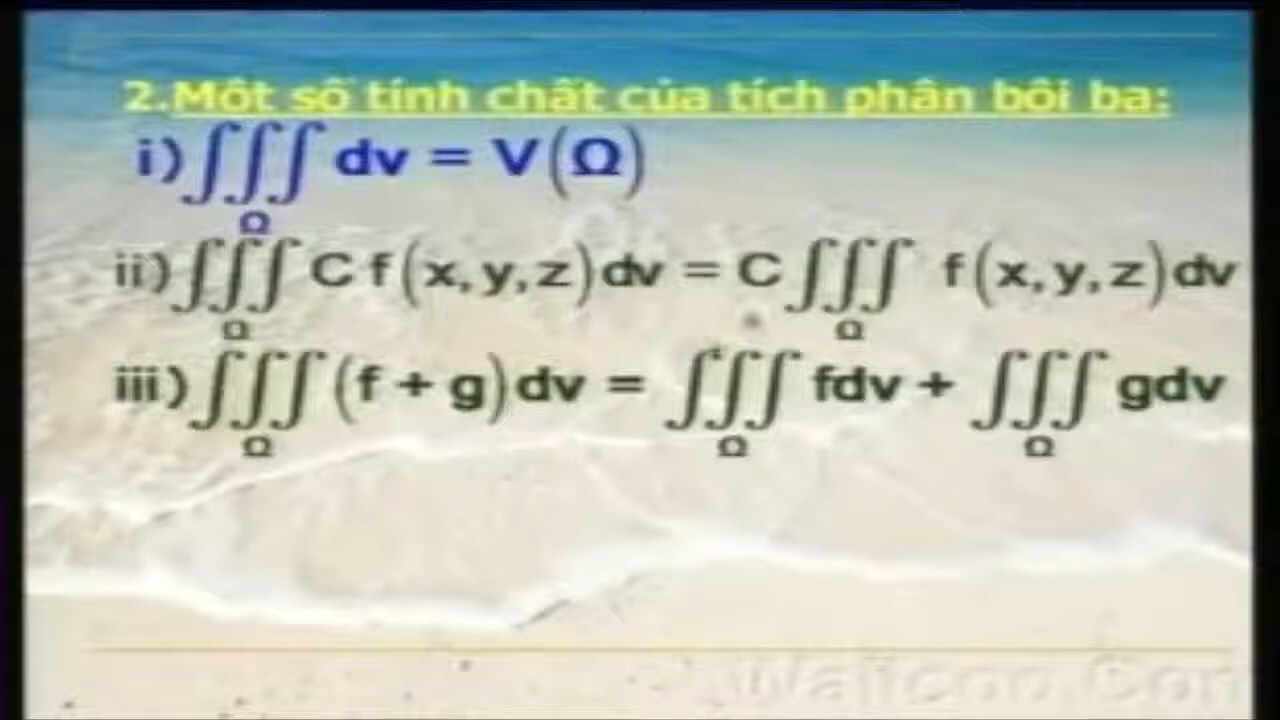 2.Một số tính chất của tích phân bội ba:
i)∭ dv = V(Ω)
Ω
ii)∭ C f(x,y,z)dv = C∭ f(x,y,z)dv
Ω Ω
iii)∭ (f + g)dv = ∭ fdv + ∭ gdv
Ω Ω Ω